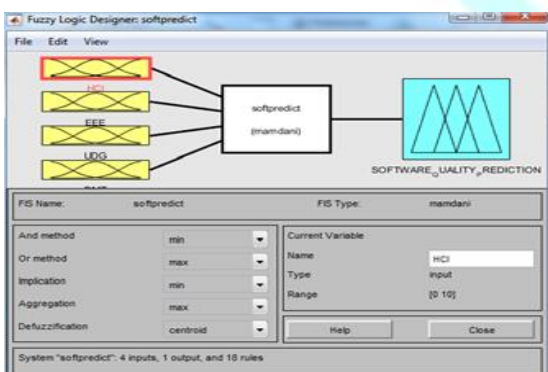 Fuzzy Logic Designer: softpredict
File Edit View
HCI
EEE
UDG
softpredict
(mamdani)
SOFTWARE_QUALITY_PREDICTION
FIS Name: softpredict FIS Type: mamdani
And method min
Or method max
Implication min
Aggregation max
Defuzzification centroid
Current Variable
Name HCI
Type input
Range [0 10]
Help Close
System "softpredict": 4 inputs, 1 output, and 16 rules